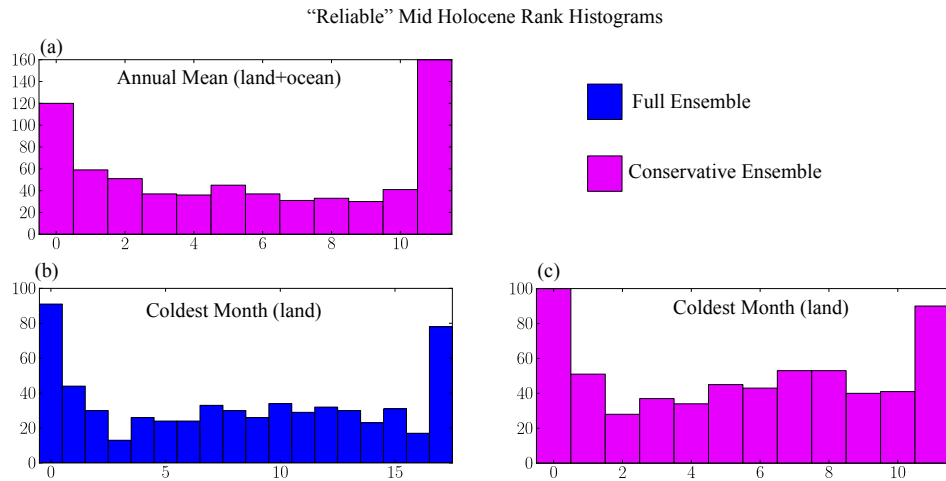 “Reliable” Mid Holocene Rank Histograms
(a)
Annual Mean (land+ocean)
160
140
120
100
80
60
40
20
0
0 2 4 6 8 10
Full Ensemble
Conservative Ensemble
(b)
Coldest Month (land)
100
80
60
40
20
0
0 5 10 15
(c)
Coldest Month (land)
100
80
60
40
20
0
0 2 4 6 8 10